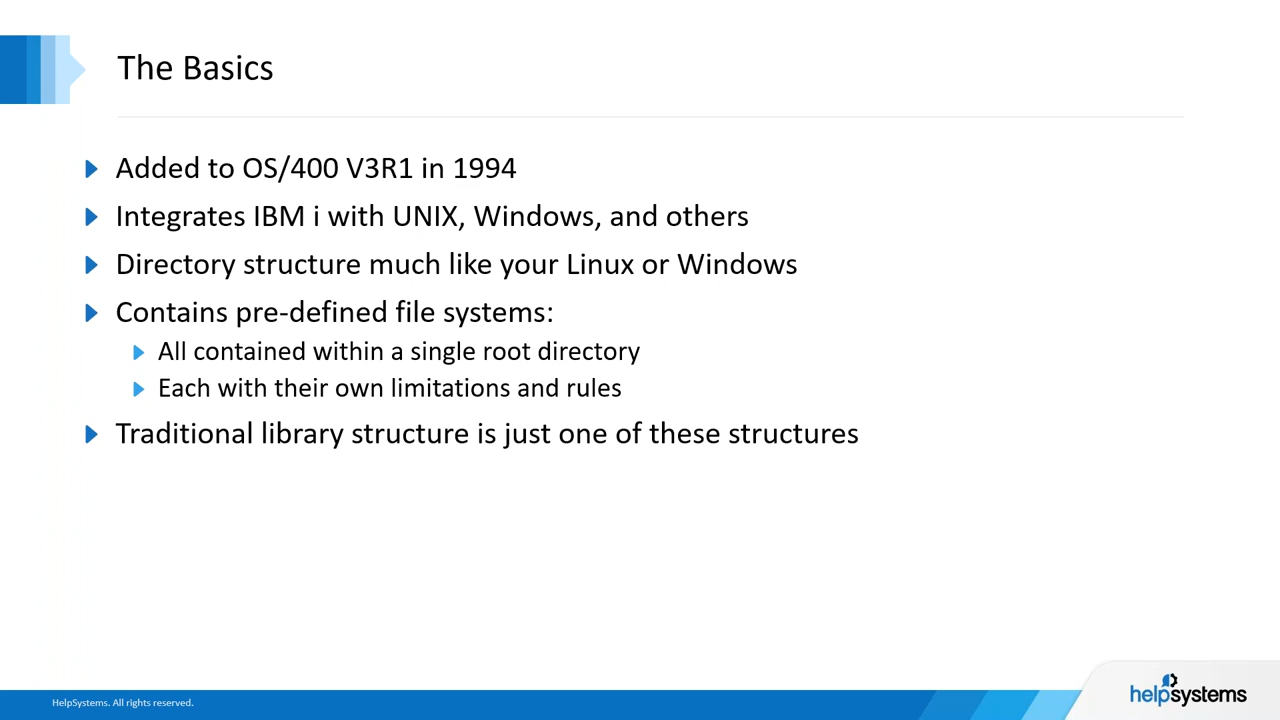 The Basics
Added to OS/400 V3R1 in 1994
Integrates IBM i with UNIX, Windows, and others
Directory structure much like your Linux or Windows
Contains pre-defined file systems:
All contained within a single root directory
Each with their own limitations and rules
Traditional library structure is just one of these structures
HelpSystems. All rights reserved.
helpsystems